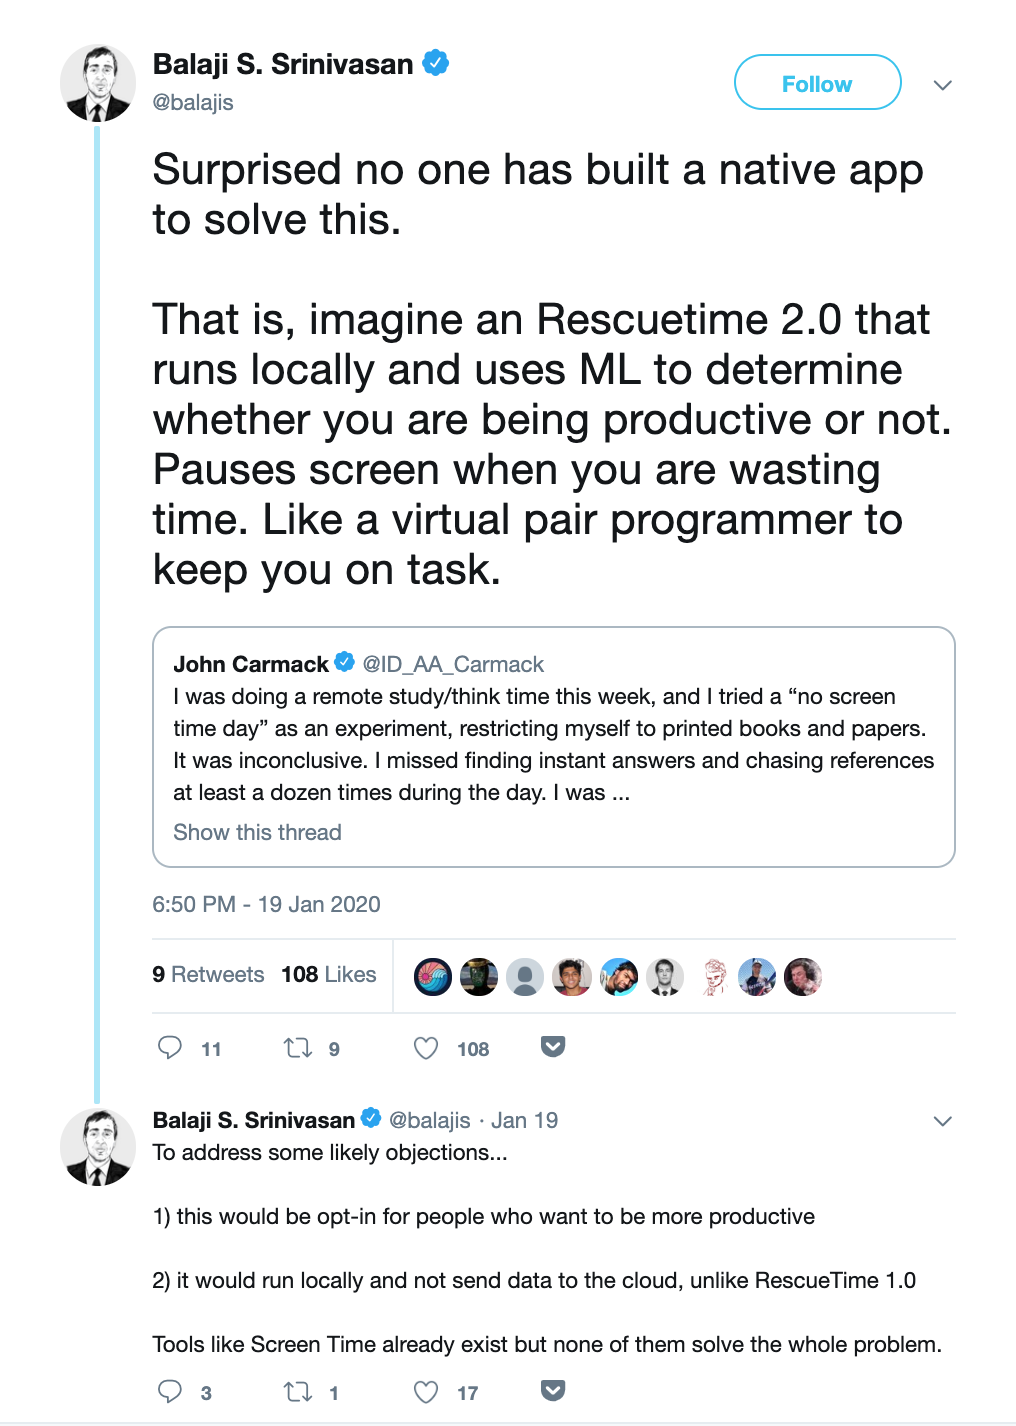 Balaji S. Srinivasan
@balajis
Follow
Surprised no one has built a native app
to solve this.
That is, imagine an Rescuetime 2.0 that
runs locally and uses ML to determine
whether you are being productive or not.
Pauses screen when you are wasting
time. Like a virtual pair programmer to
keep you on task.
John Carmack @ID_AA_Carmack
I was doing a remote study/think time this week, and I tried a “no screen
time day” as an experiment, restricting myself to printed books and papers.
It was inconclusive. I missed finding instant answers and chasing references
at least a dozen times during the day. I was ...
Show this thread
6:50 PM - 19 Jan 2020
9 Retweets 108 Likes
11 9 108
Balaji S. Srinivasan @balajis · Jan 19
To address some likely objections...
1) this would be opt-in for people who want to be more productive
2) it would run locally and not send data to the cloud, unlike RescueTime 1.0
Tools like Screen Time already exist but none of them solve the whole problem.
3 1 17